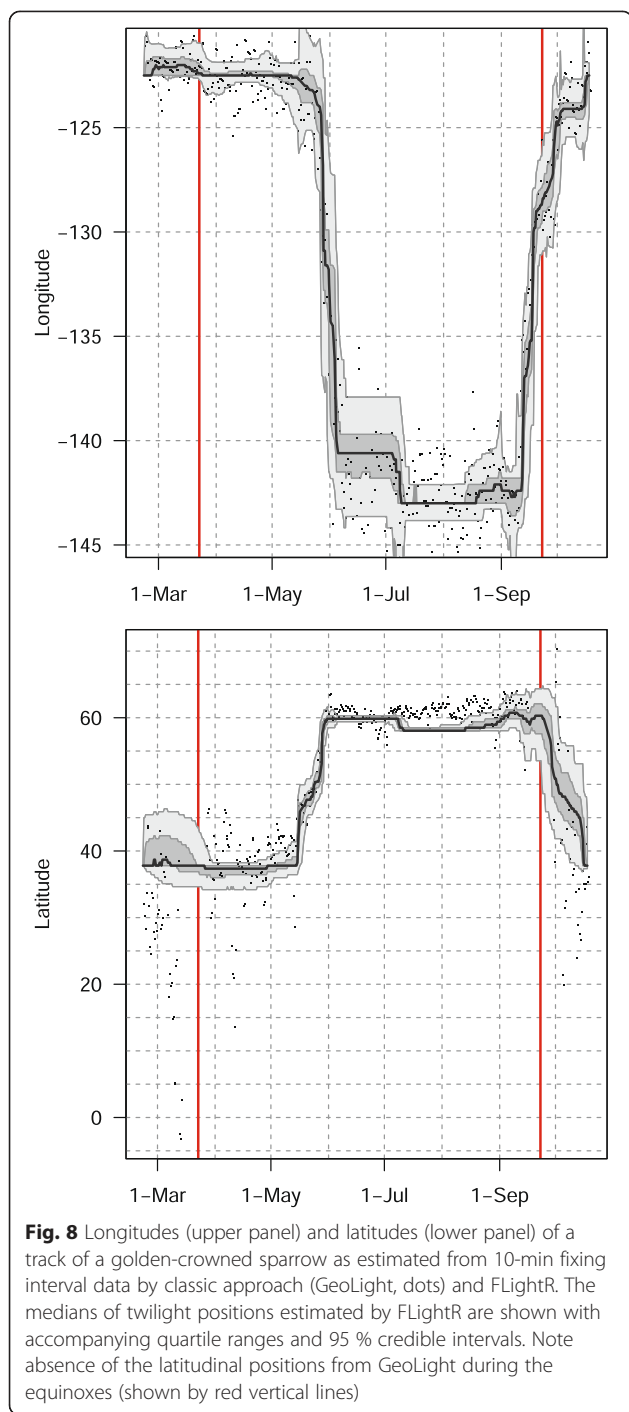 −125
−130
−135
−140
−145
Longitude
1−Mar 1−May 1−Jul 1−Sep
60
40
20
0
Latitude
1−Mar 1−May 1−Jul 1−Sep
Fig. 8 Longitudes (upper panel) and latitudes (lower panel) of a
track of a golden-crowned sparrow as estimated from 10-min fixing
interval data by classic approach (GeoLight, dots) and FLightR. The
medians of twilight positions estimated by FLightR are shown with
accompanying quartile ranges and 95 % credible intervals. Note
absence of the latitudinal positions from GeoLight during the
equinoxes (shown by red vertical lines)